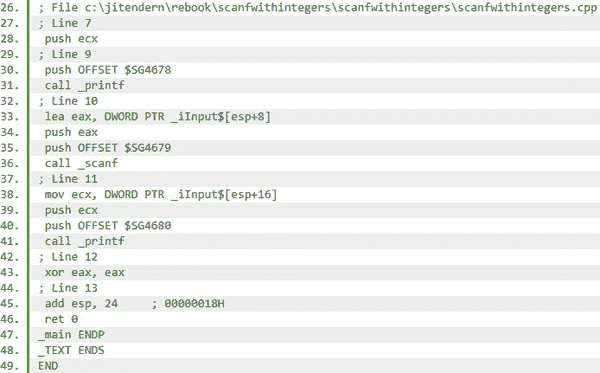 26. ; File c:\jitendern\rebook\scanfwithintegers\scanfwithintegers\scanfwithintegers.cpp
27. ; Line 7
28. push ecx
29. ; Line 9
30. push OFFSET $SG4678
31. call _printf
32. ; Line 10
33. lea eax, DWORD PTR _iInput$[esp+8]
34. push eax
35. push OFFSET $SG4679
36. call _scanf
37. ; Line 11
38. mov ecx, DWORD PTR _iInput$[esp+16]
39. push ecx
40. push OFFSET $SG4680
41. call _printf
42. ; Line 12
43. xor eax, eax
44. ; Line 13
45. add esp, 24 ; 00000018H
46. ret 0
47. _main ENDP
48. _TEXT ENDS
49. END